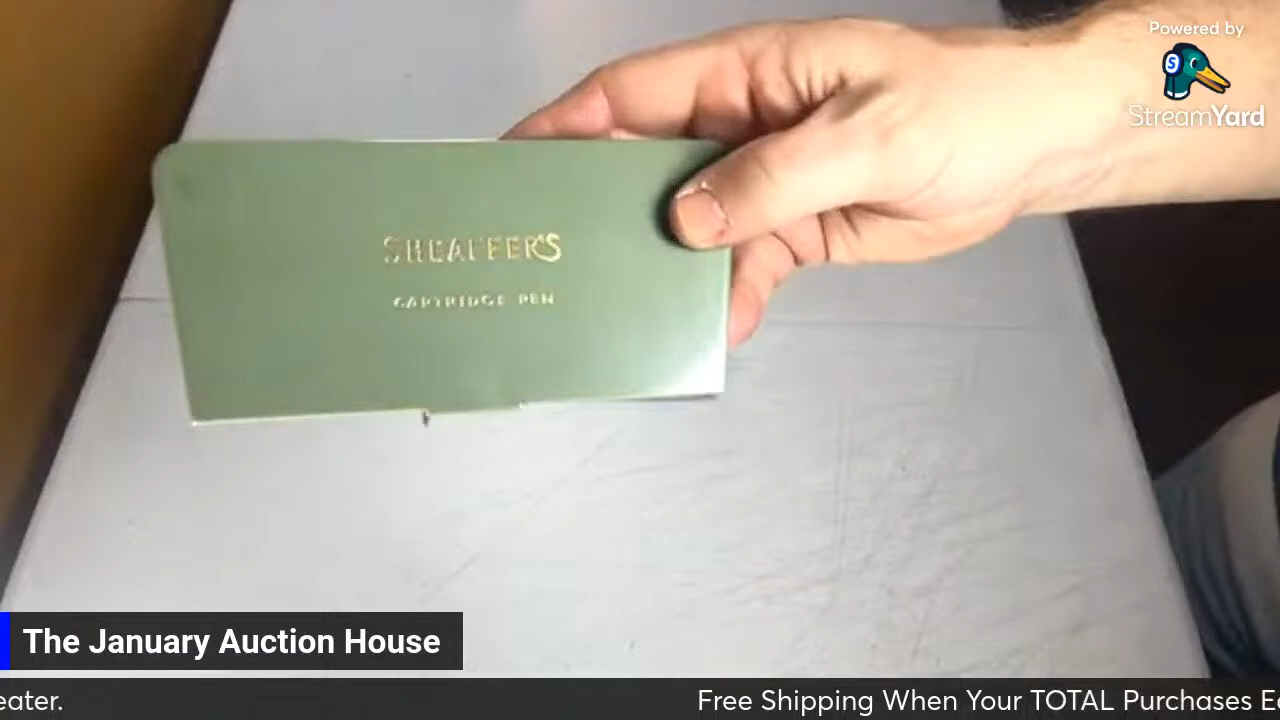 Powered by
StreamYard
SHEAFFER'S
CARTRIDGE PEN
The January Auction House
eater.
Free Shipping When Your TOTAL Purchases E